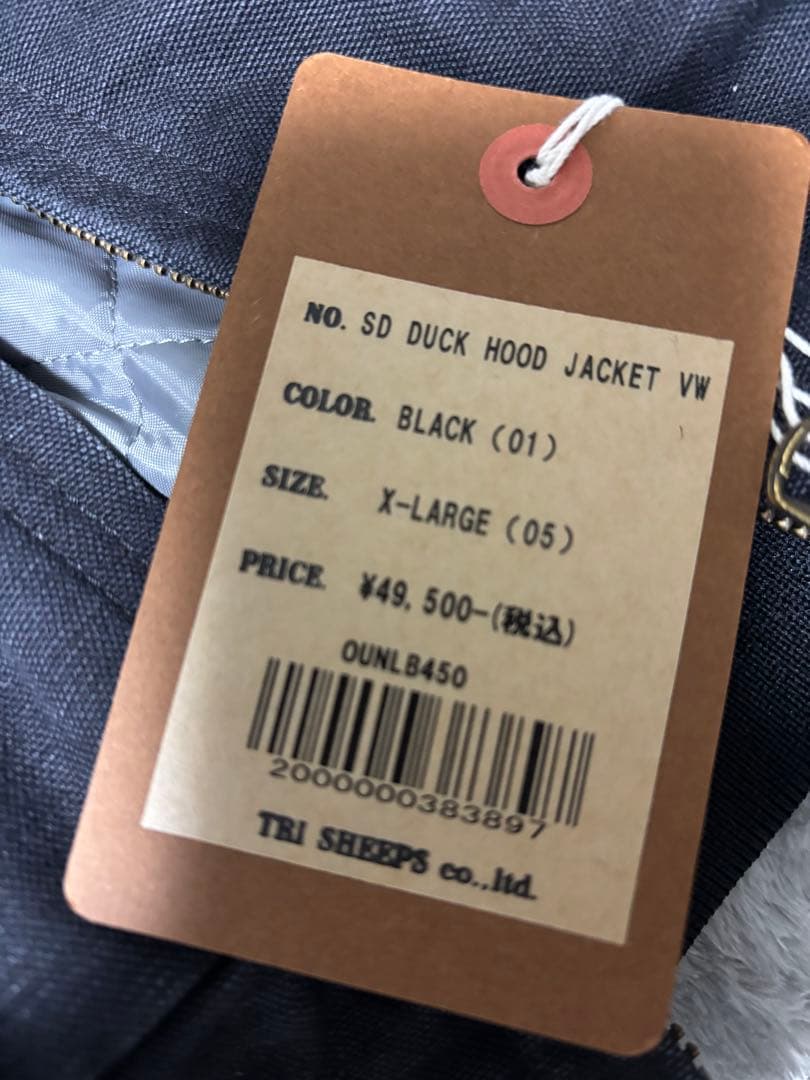 NO. SD DUCK HOOD JACKET VW
COLOR. BLACK (01)
SIZE. X-LARGE (05)
PRICE. ¥49,500-(税込)
OUNLB450
2000000383897
TRI SHEEPS co.,ltd.